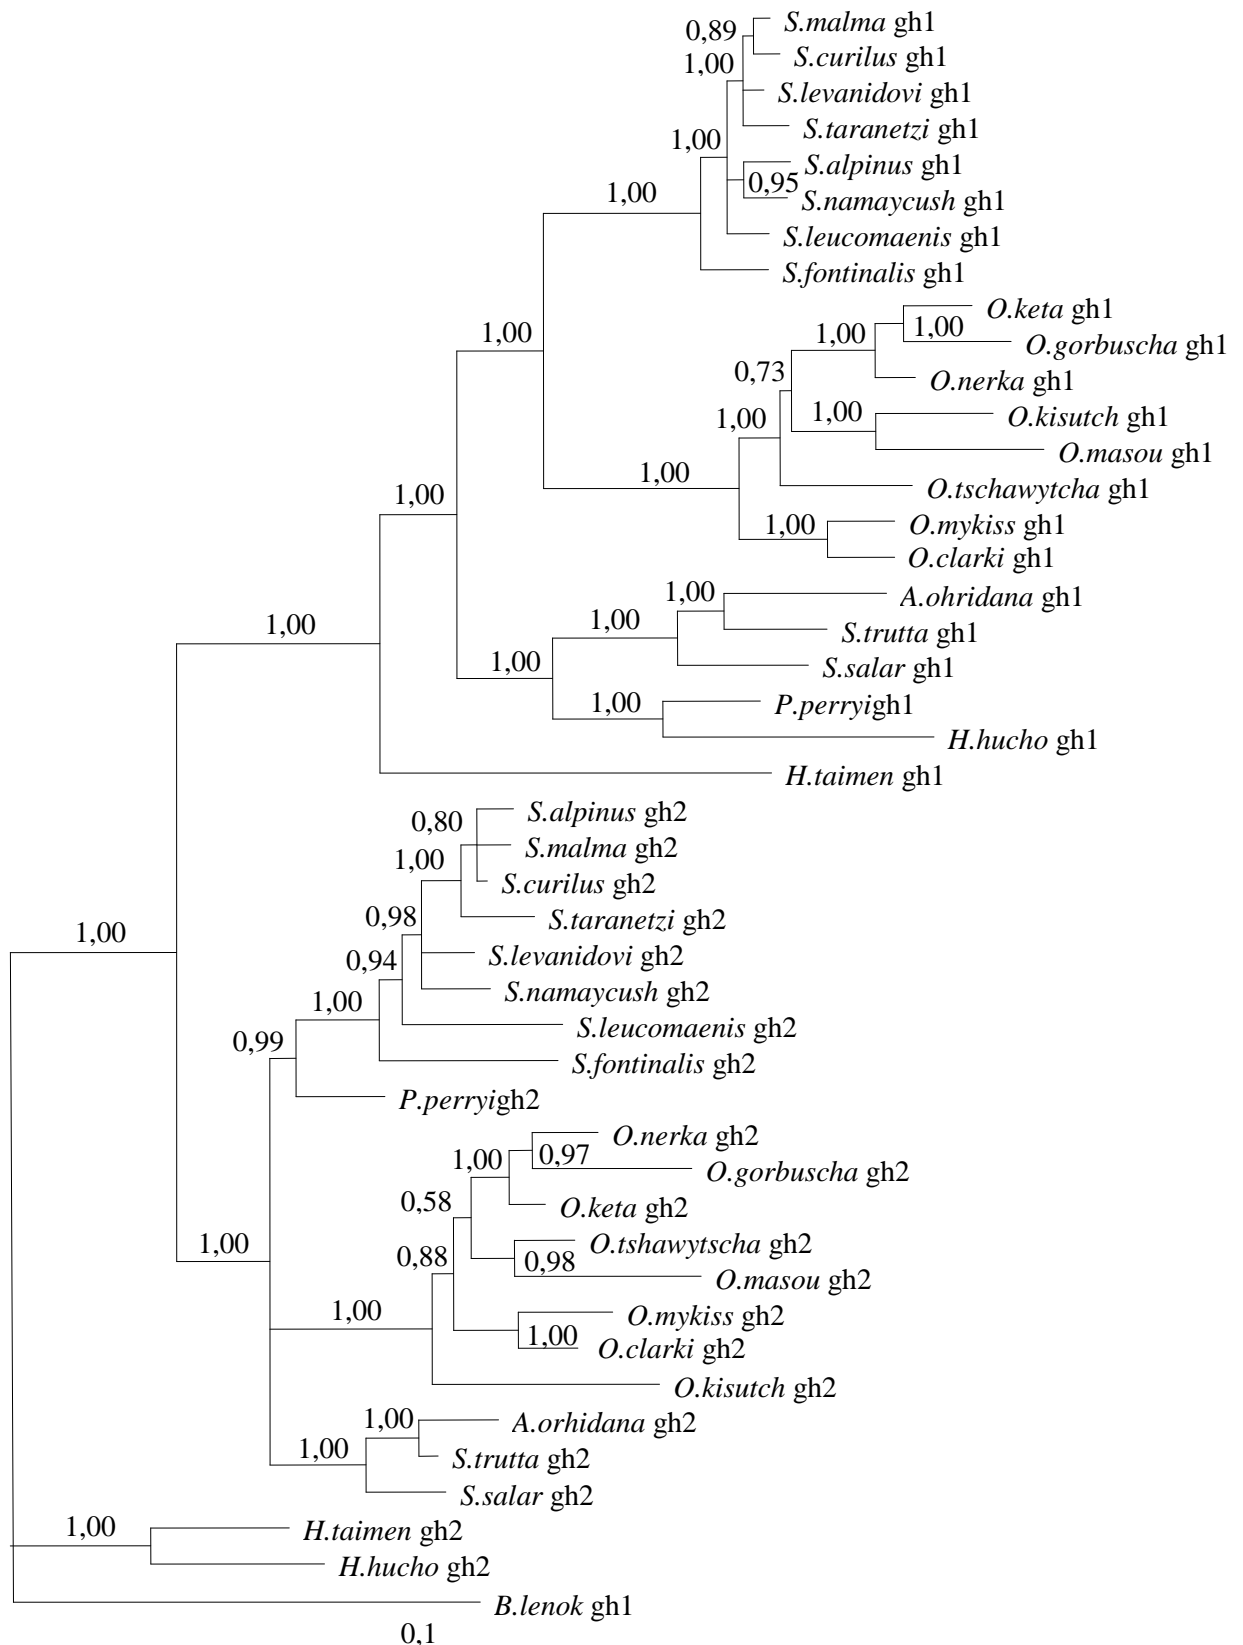 0,89
S.malma gh1
S.curilus gh1
1,00
S.levanidovi gh1
S.taranetzi gh1
1,00
S.alpinus gh1
0,95
1,00
S.namaycush gh1
S.leucomaenis gh1
S.fontinalis gh1
O.keta gh1
1,00
1,00
1,00
O.gorbuscha gh1
0,73
O.nerka gh1
1,00
1,00
O.kisutch gh1
O.masou gh1
1,00
O.tschawytcha gh1
1,00
1,00
O.mykiss gh1
O.clarki gh1
1,00
A.ohridana gh1
1,00
1,00
S.trutta gh1
1,00
S.salar gh1
1,00
P.perryigh1
H.hucho gh1
H.taimen gh1
0,80
S.alpinus gh2
S.malma gh2
1,00
S.curilus gh2
0,98
S.taranetzi gh2
1,00
0,94
S.levanidovi gh2
S.namaycush gh2
1,00
S.leucomaenis gh2
0,99
S.fontinalis gh2
P.perryigh2
O.nerka gh2
1,00
0,97
O.gorbuscha gh2
0,58
O.keta gh2
1,00
0,88
O.tshawytscha gh2
0,98
O.masou gh2
1,00
O.mykiss gh2
1,00
O.clarki gh2
O.kisutch gh2
1,00
A.orhidana gh2
1,00
S.trutta gh2
S.salar gh2
1,00
H.taimen gh2
H.hucho gh2
B.lenok gh1
0,1